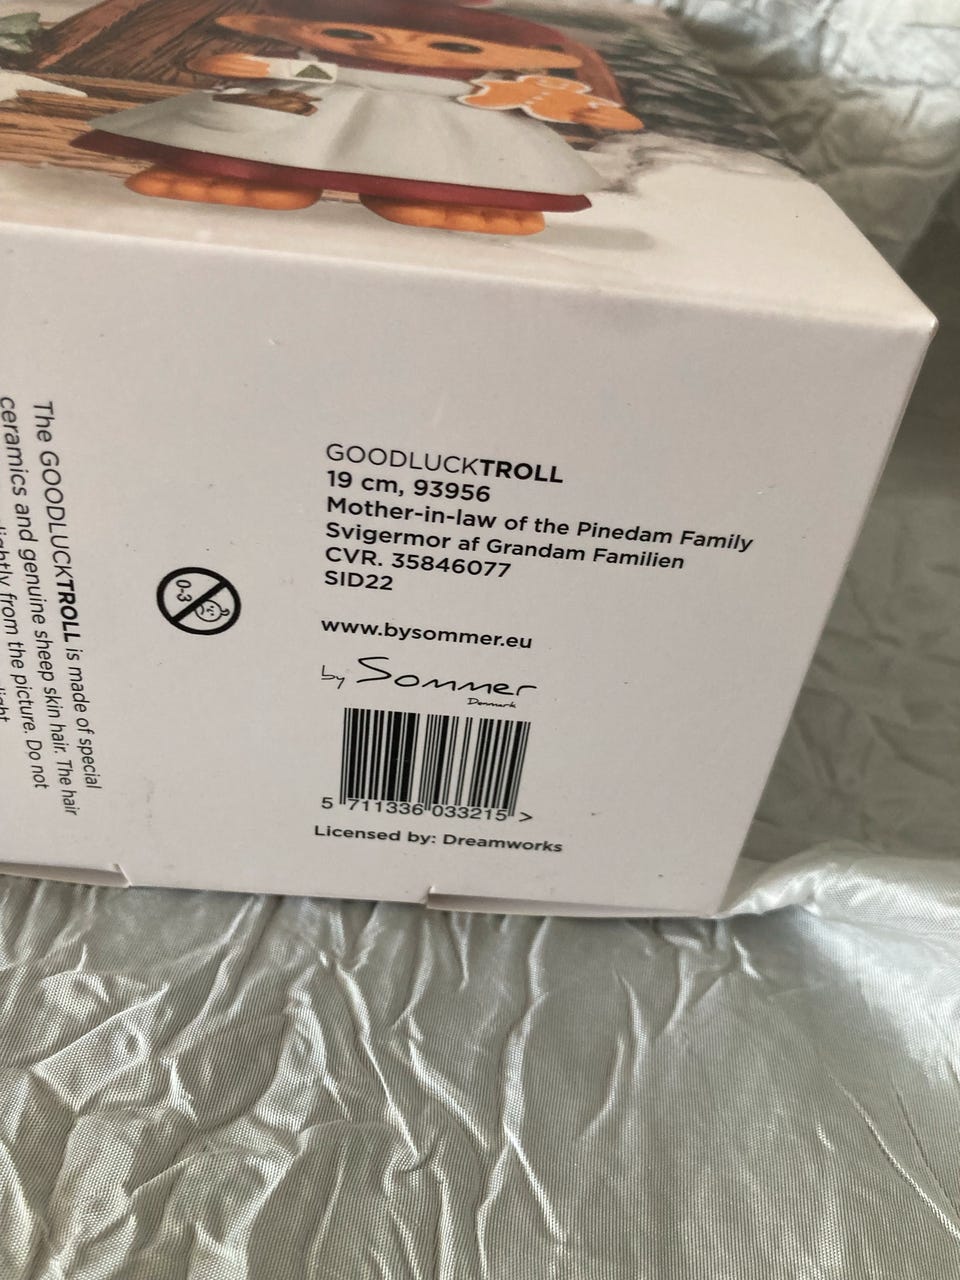 The GOODLUCKTROLL is made of special
ceramics and genuine sheep skin hair. The hair
slightly from the picture. Do not
light
0-3
GOODLUCKTROLL
19 cm, 93956
Mother-in-law of the Pinedam Family
Svigermor af Grandam Familien
CVR. 35846077
SID22
www.bysommer.eu
by Sommer
Denmark
5 711336 033215 >
Licensed by: Dreamworks